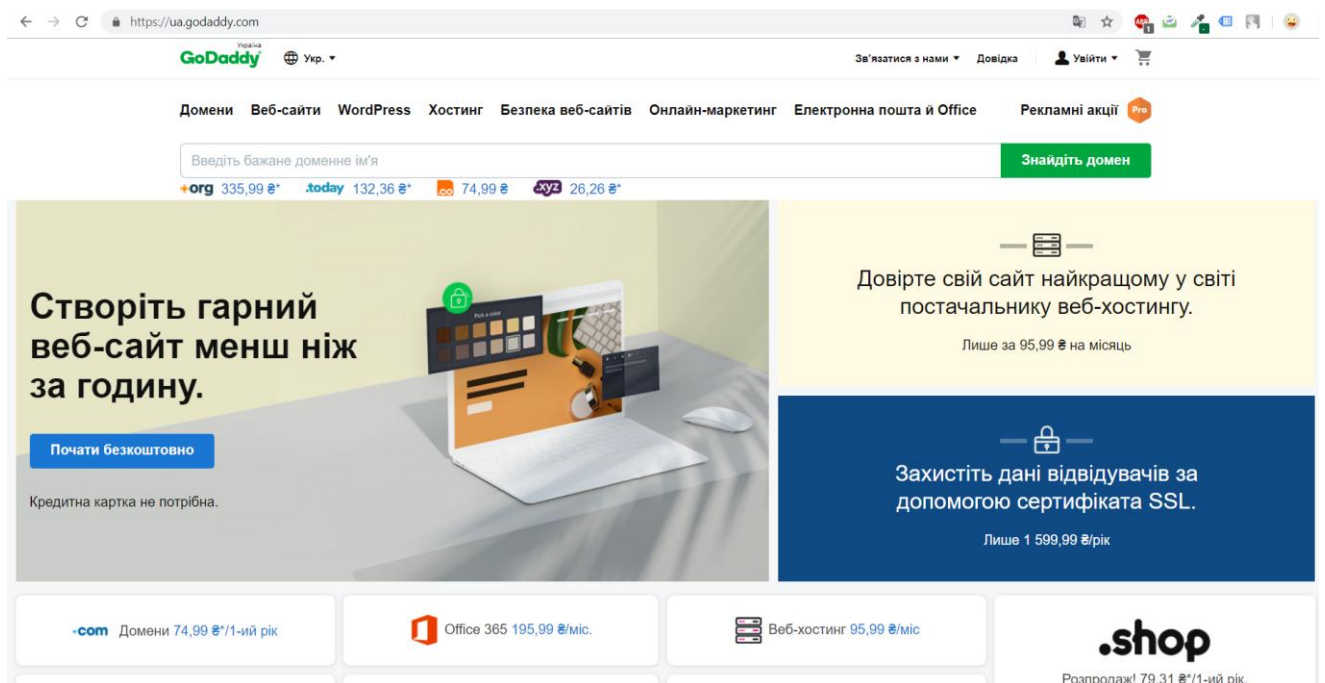 https://ua.godaddy.com
Україна
GoDaddy
Укр.
Зв'язатися з нами
Довідка
Увійти
Домени Веб-сайти WordPress Хостинг Безпека веб-сайтів Онлайн-маркетинг Електронна пошта й Office Рекламні акції Pro
Введіть бажане доменне ім'я
Знайдіть домен
org 335,99 ₴* .today 132,36 ₴* .co 74,99 ₴ .xyz 26,26 ₴*
Створіть гарний
веб-сайт менш ніж
за годину.
Почати безкоштовно
Кредитна картка не потрібна.
Pick a color
Довірте свій сайт найкращому у світі
постачальнику веб-хостингу.
Лише за 95,99 ₴ на місяць
Захистіть дані відвідувачів за
допомогою сертифіката SSL.
Лише 1 599,99 ₴/рік
.com Домени 74,99 ₴*/1-ий рік
Office 365 195,99 ₴/міс.
Веб-хостинг 95,99 ₴/міс
.shop
Розпродаж! 79,31 ₴*/1-ий рік.